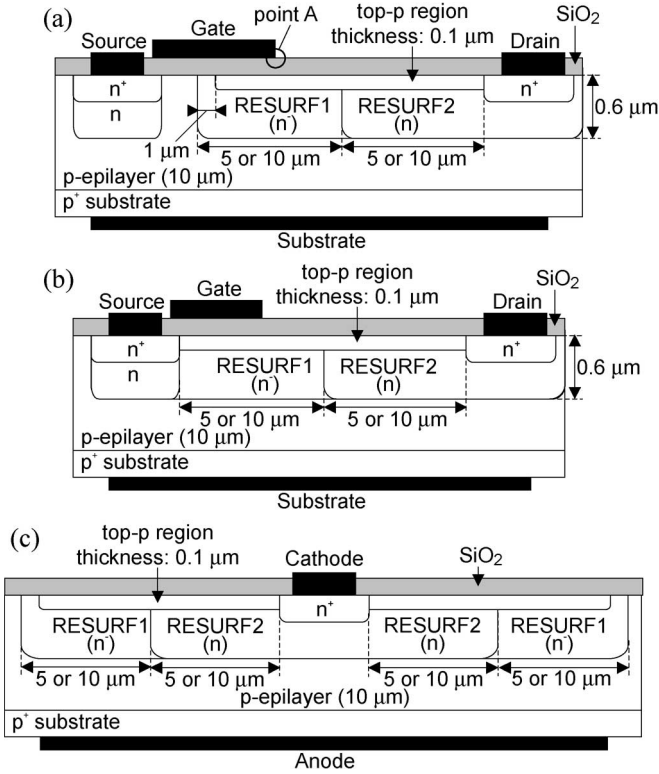 (a)
point A
top-p region
thickness: 0.1 μm
SiO2
Source
Gate
Drain
n+
n
n+
RESURF1
(n-)
RESURF2
(n)
0.6 μm
1 μm
5 or 10 μm
5 or 10 μm
p-epilayer (10 μm)
p+ substrate
Substrate
(b)
top-p region
thickness: 0.1 μm
SiO2
Source
Gate
Drain
n+
n
n+
RESURF1
(n-)
RESURF2
(n)
0.6 μm
5 or 10 μm
5 or 10 μm
p-epilayer (10 μm)
p+ substrate
Substrate
(c)
top-p region
thickness: 0.1 μm
Cathode
SiO2
n+
RESURF1
(n-)
RESURF2
(n)
RESURF2
(n)
RESURF1
(n-)
5 or 10 μm
5 or 10 μm
5 or 10 μm
5 or 10 μm
p-epilayer (10 μm)
p+ substrate
Anode